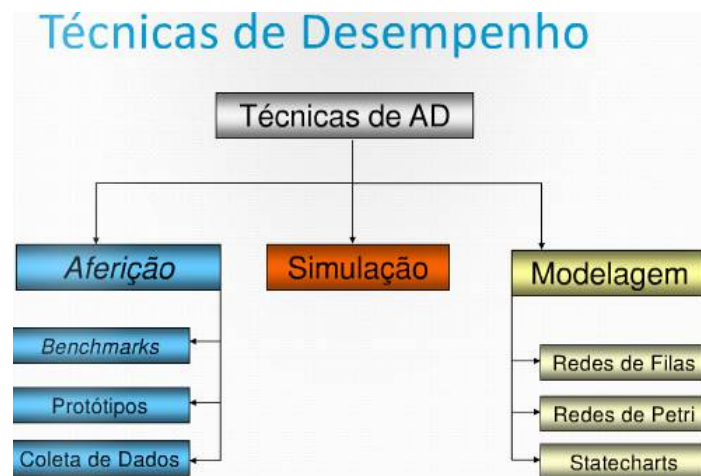 Técnicas de Desempenho
Técnicas de AD
Aferição
Simulação
Modelagem
Benchmarks
Protótipos
Coleta de Dados
Redes de Filas
Redes de Petri
Statecharts